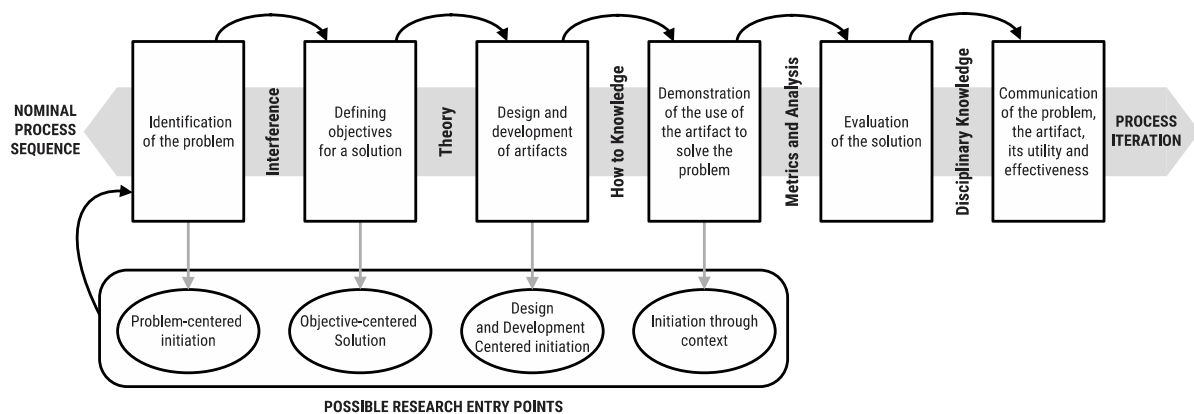 NOMINAL
PROCESS
SEQUENCE
Identification
of the problem
Interference
Defining
objectives
for a solution
Theory
Design and
development
of artifacts
How to Knowledge
Demonstration
of the use of
the artifact to
solve the
problem
Metrics and Analysis
Evaluation
of the solution
Disciplinary Knowledge
Communication
of the problem,
the artifact,
its utility and
effectiveness
PROCESS
ITERATION
Problem-centered
initiation
Objective-centered
Solution
Design
and Development
Centered initiation
Initiation through
context
POSSIBLE RESEARCH ENTRY POINTS